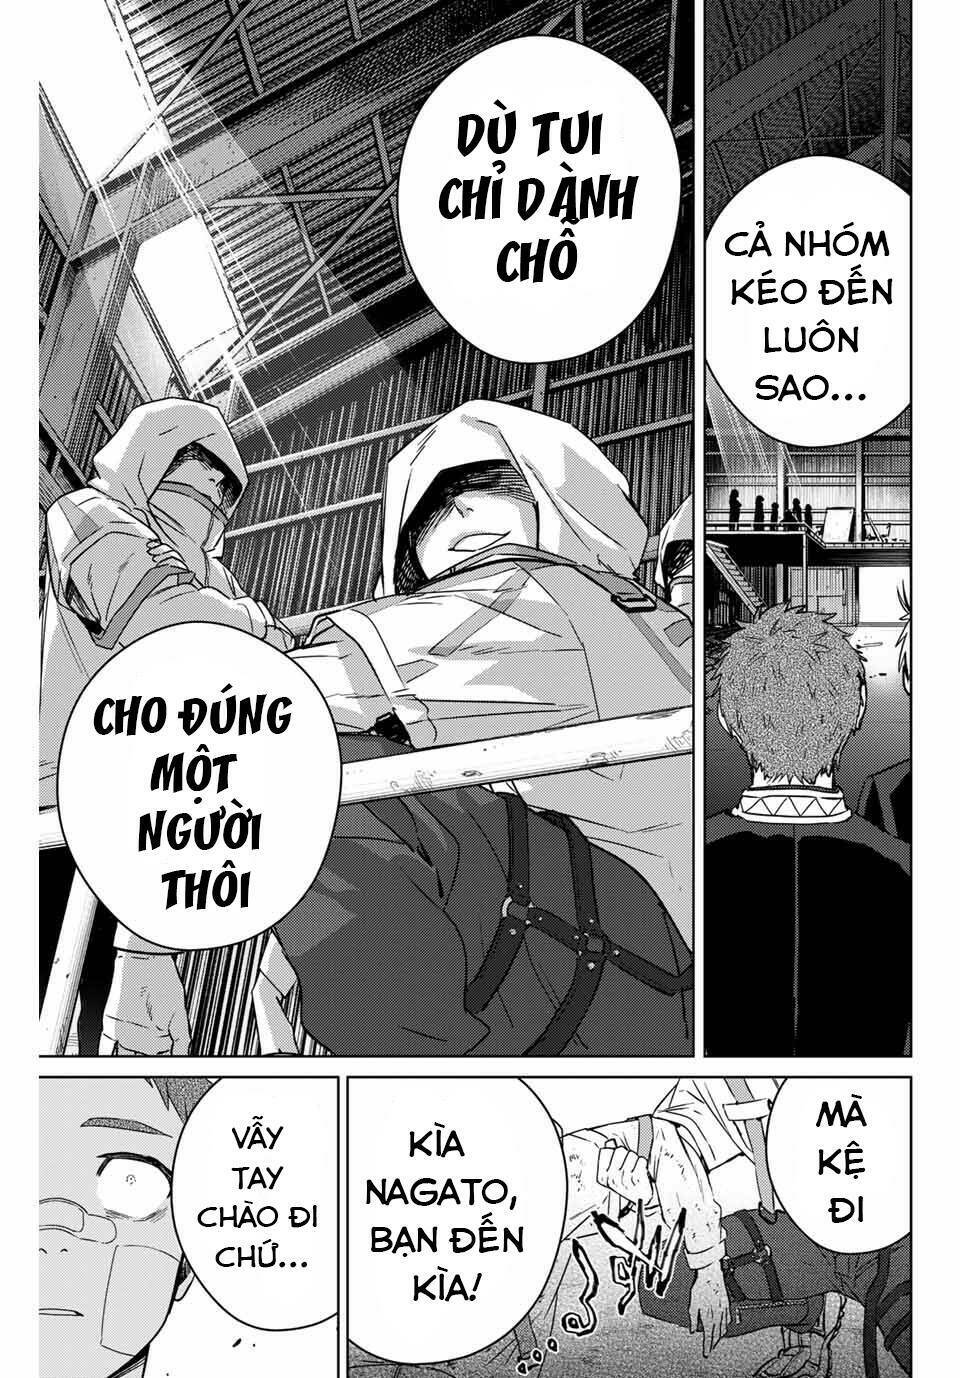 CẢ NHÓM
KÉO ĐẾN
LUÔN
SAO...
DÙ TUI
CHỈ DÀNH
CHỖ
CHO ĐÚNG
MỘT
NGƯỜI
THÔI
MÀ
KỆ
ĐI
KÌA
NAGATO,
BẠN ĐẾN
KÌA!
VẪY
TAY
CHÀO ĐI
CHỨ...